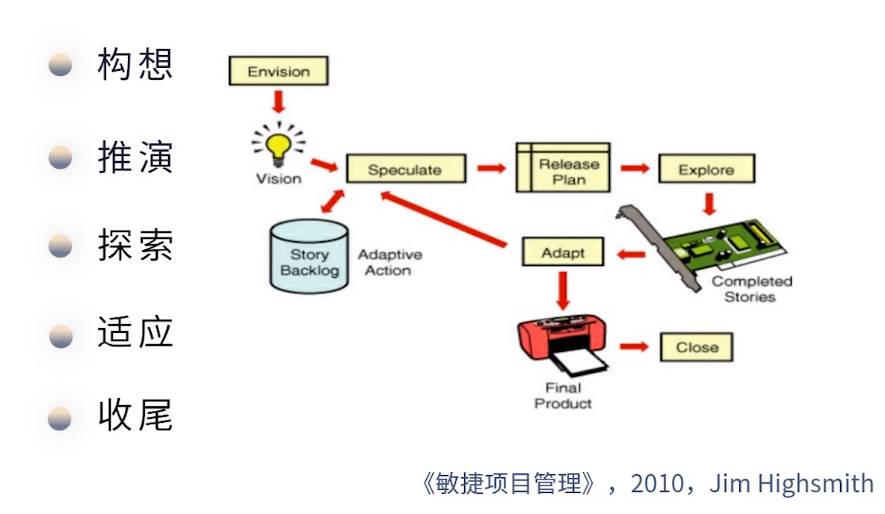 构想
推演
探索
适应
收尾
Envision
Vision
Speculate
Release
Plan
Explore
Story
Backlog
Adaptive
Action
Adapt
Completed
Stories
Final
Product
Close
《敏捷项目管理》，2010，Jim Highsmith